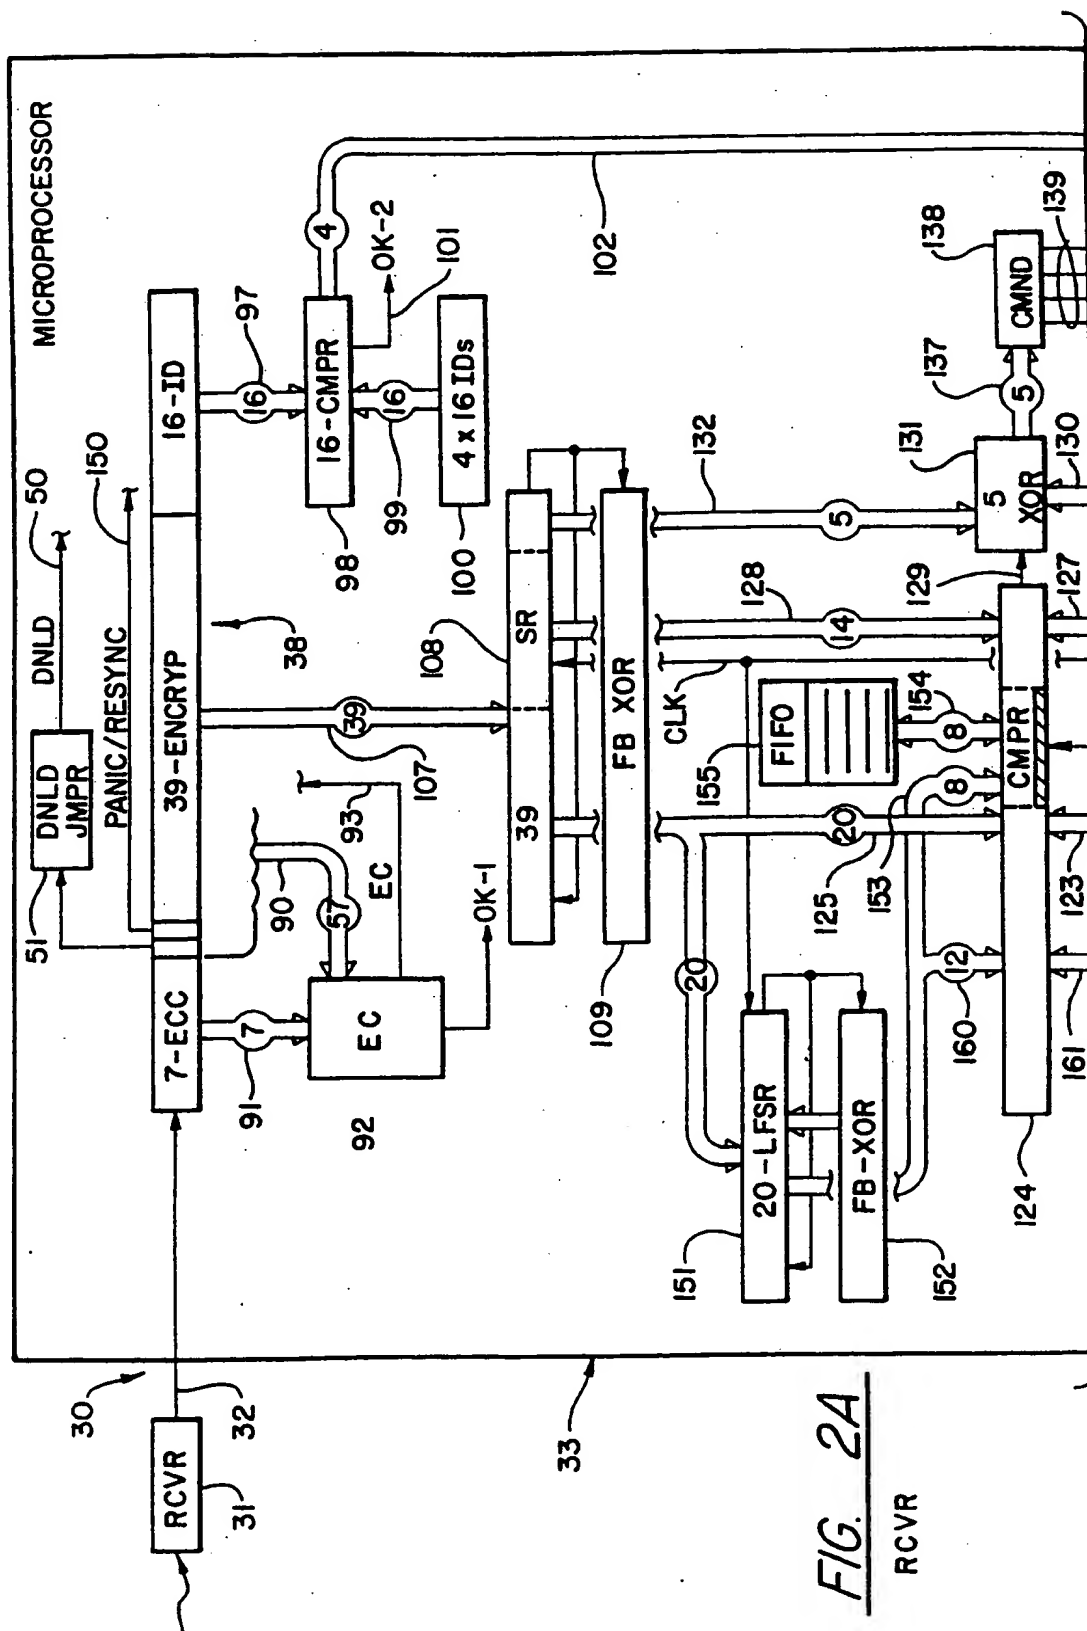 MICROPROCESSOR
50
DNLD
150
51
DNLD
JMPR
PANIC/RESYNC
7-ECC
39-ENCRYP
16-ID
38
30
RCVR
32
31
33
91
7
90
57
EC
EC
93
92
OK-1
107
39
16
97
16-CMPR
98
4
OK-2
101
102
16
99
4 x 16 IDs
100
108
39
SR
FB XOR
109
132
5
128
14
CLK
20
125
20
20-LFSR
151
FB-XOR
152
155
FIFO
154
8
153
8
12
160
CMPR
124
161
123
127
129
131
5
XOR
130
137
5
138
CMND
139
FIG. 2A
RCVR